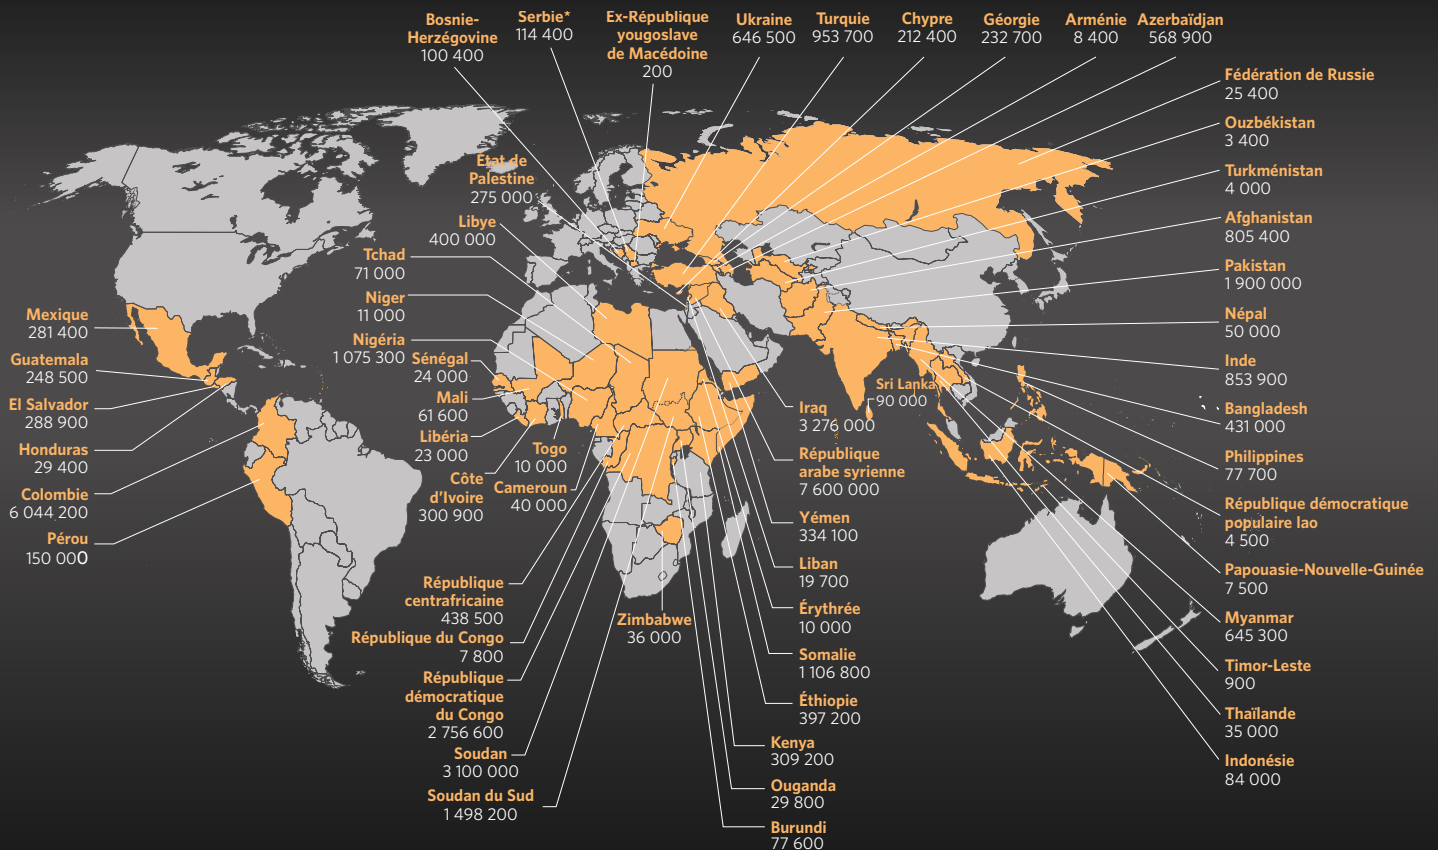 Bosnie-
Herzégovine
100 400
Serbie*
114 400
Ex-République
yougoslave
de Macédoine
200
Ukraine
646 500
Turquie
953 700
Chypre
212 400
Géorgie
232 700
Arménie
8 400
Azerbaïdjan
568 900
Fédération de Russie
25 400
Ouzbékistan
3 400
Turkménistan
4 000
Afghanistan
805 400
Pakistan
1 900 000
Népal
50 000
Inde
853 900
Bangladesh
431 000
Philippines
77 700
République démocratique
populaire lao
4 500
Papouasie-Nouvelle-Guinée
7 500
Myanmar
645 300
Timor-Leste
900
Thaïlande
35 000
Indonésie
84 000
État de
Palestine
275 000
Libye
400 000
Tchad
71 000
Niger
11 000
Nigéria
1 075 300
Sénégal
24 000
Mali
61 600
Libéria
23 000
Côte
d'Ivoire
300 900
Togo
10 000
Cameroun
40 000
Mexique
281 400
Guatemala
248 500
El Salvador
288 900
Honduras
29 400
Colombie
6 044 200
Pérou
150 000
République
centrafricaine
438 500
République du Congo
7 800
République
démocratique
du Congo
2 756 600
Soudan
3 100 000
Soudan du Sud
1 498 200
Zimbabwe
36 000
Sri Lanka
90 000
Iraq
3 276 000
République
arabe syrienne
7 600 000
Yémen
334 100
Liban
19 700
Érythrée
10 000
Somalie
1 106 800
Éthiopie
397 200
Kenya
309 200
Ouganda
29 800
Burundi
77 600